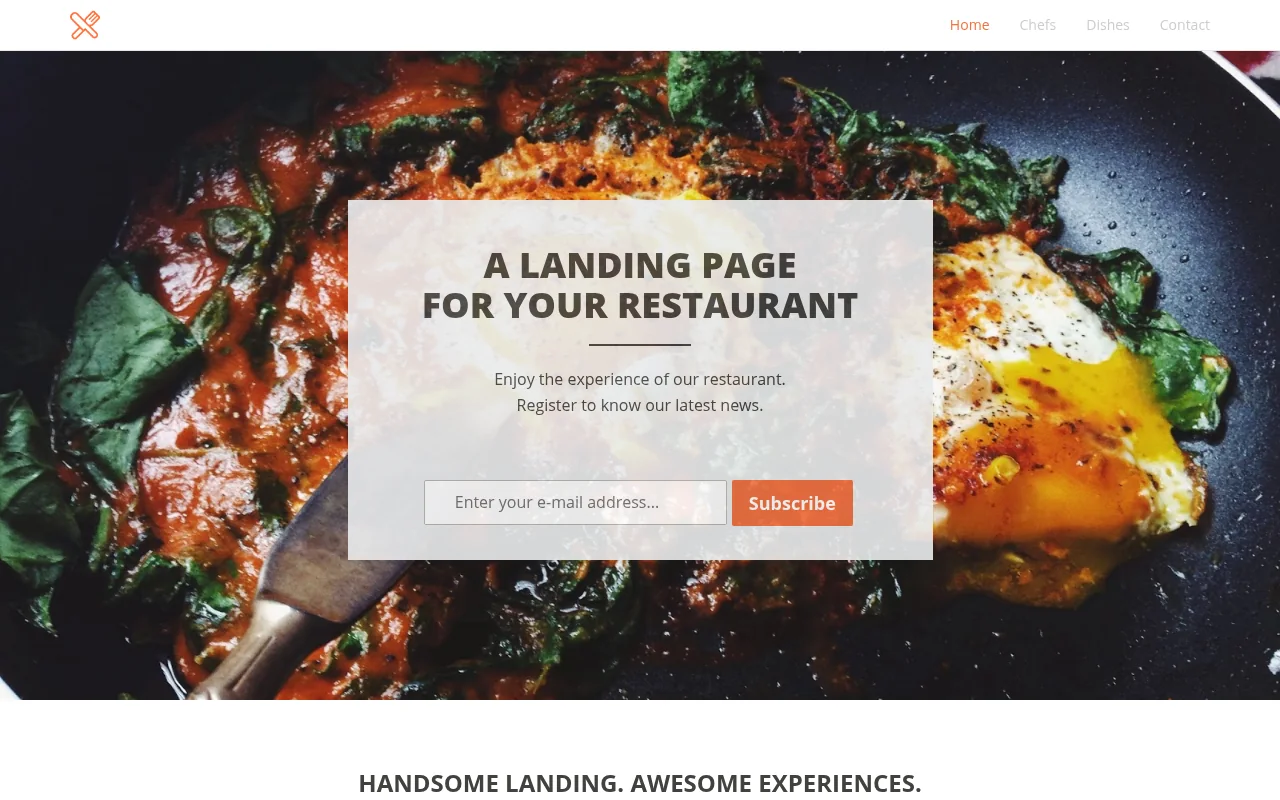 Home
Chefs
Dishes
Contact
A LANDING PAGE
FOR YOUR RESTAURANT
Enjoy the experience of our restaurant.
Register to know our latest news.
Enter your e-mail address...
Subscribe
HANDSOME LANDING. AWESOME EXPERIENCES.